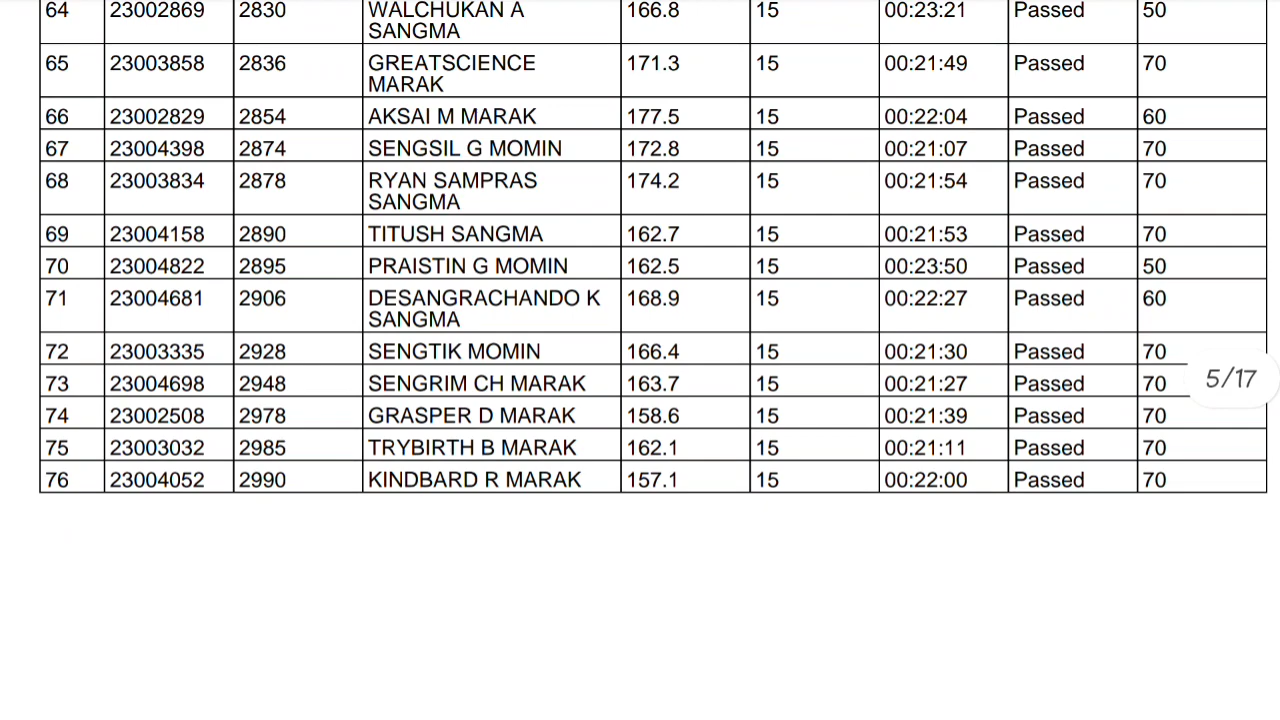 64 23002869 2830 WALCHUKAN A 166.8 15 00:23:21 Passed 50
SANGMA
65 23003858 2836 GREATSCIENCE 171.3 15 00:21:49 Passed 70
MARAK
66 23002829 2854 AKSAI M MARAK 177.5 15 00:22:04 Passed 60
67 23004398 2874 SENGSIL G MOMIN 172.8 15 00:21:07 Passed 70
68 23003834 2878 RYAN SAMPRAS 174.2 15 00:21:54 Passed 70
SANGMA
69 23004158 2890 TITUSH SANGMA 162.7 15 00:21:53 Passed 70
70 23004822 2895 PRAISTIN G MOMIN 162.5 15 00:23:50 Passed 50
71 23004681 2906 DESANGRACHANDO K 168.9 15 00:22:27 Passed 60
SANGMA
72 23003335 2928 SENGTIK MOMIN 166.4 15 00:21:30 Passed 70
73 23004698 2948 SENGRIM CH MARAK 163.7 15 00:21:27 Passed 70
5/17
74 23002508 2978 GRASPER D MARAK 158.6 15 00:21:39 Passed 70
75 23003032 2985 TRYBIRTH B MARAK 162.1 15 00:21:11 Passed 70
76 23004052 2990 KINDBARD R MARAK 157.1 15 00:22:00 Passed 70